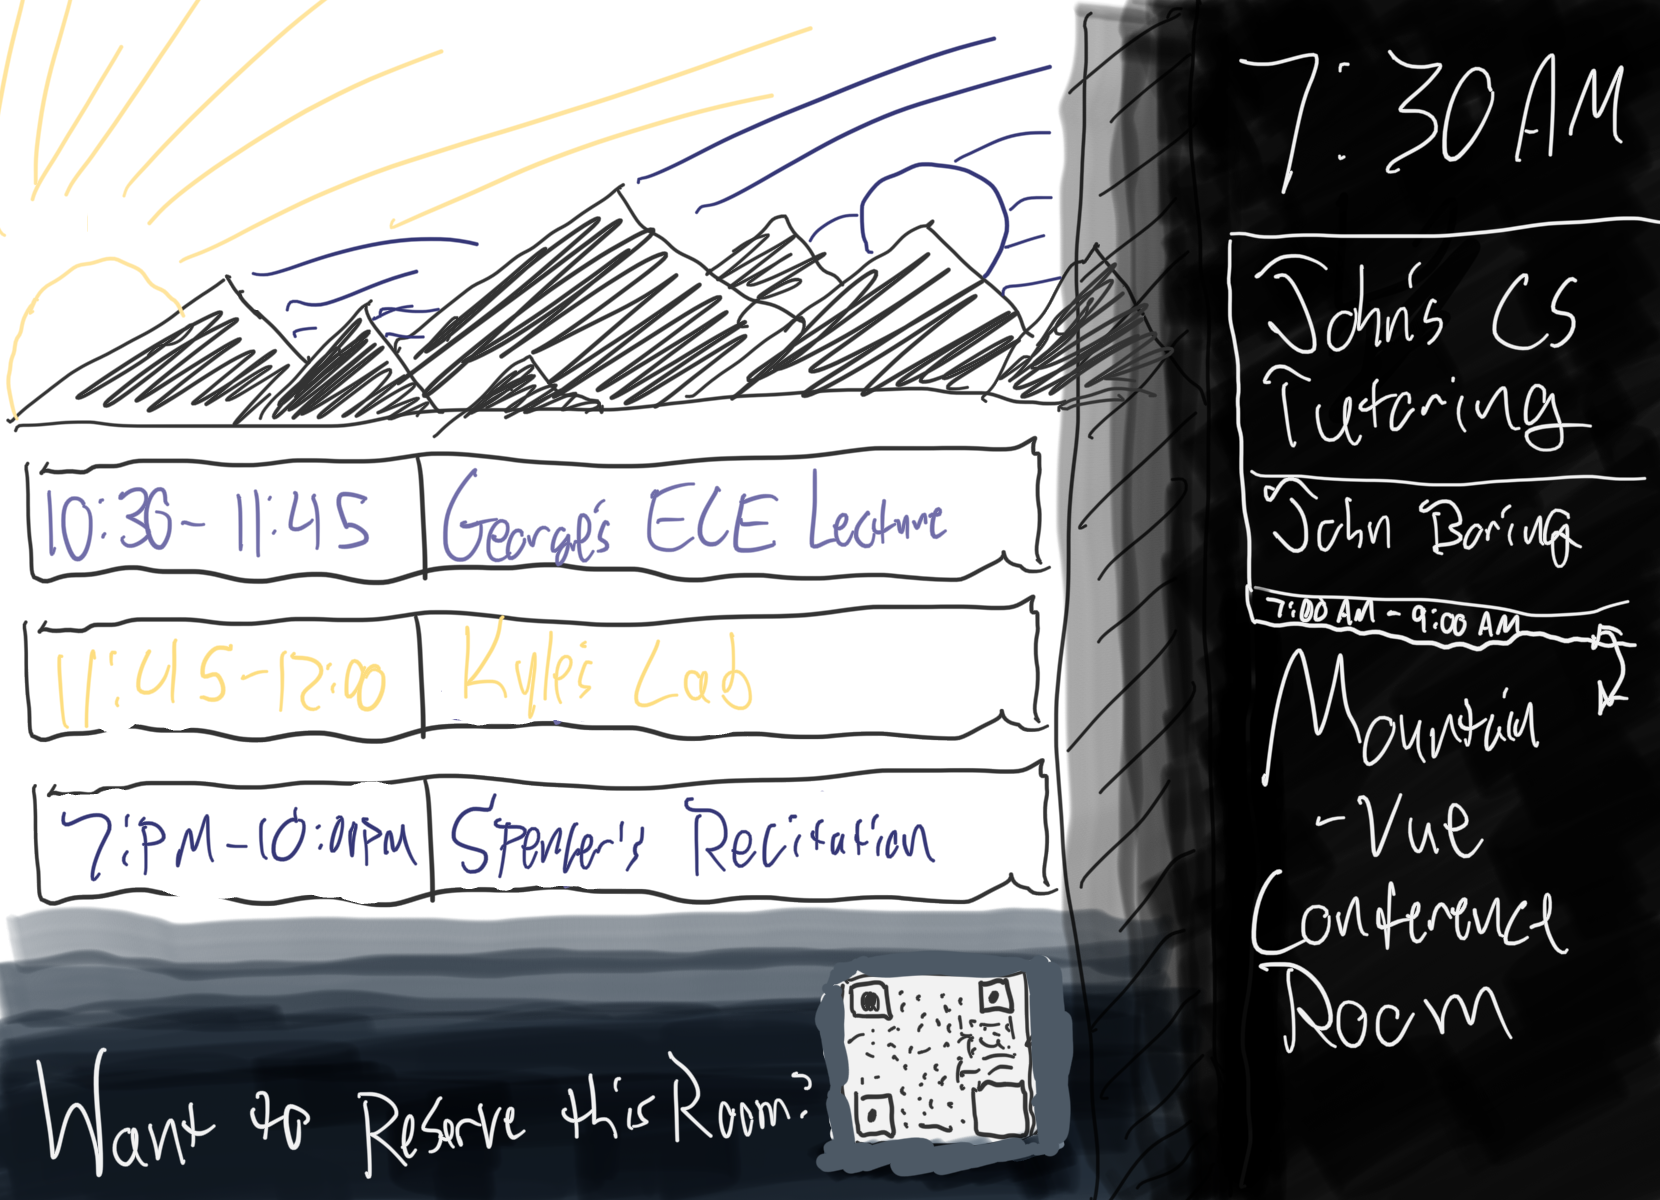 7:30 AM
John's CS
Tutoring
John Boring
7:00 AM - 9:00 AM
Mountain
-Vue
Conference
Room
10:30 - 11:45 George's ECE Lecture
11:45-12:00 Kyle's Lab
7:PM-10:00PM Spencer's Recitation
Want to Reserve this Room?